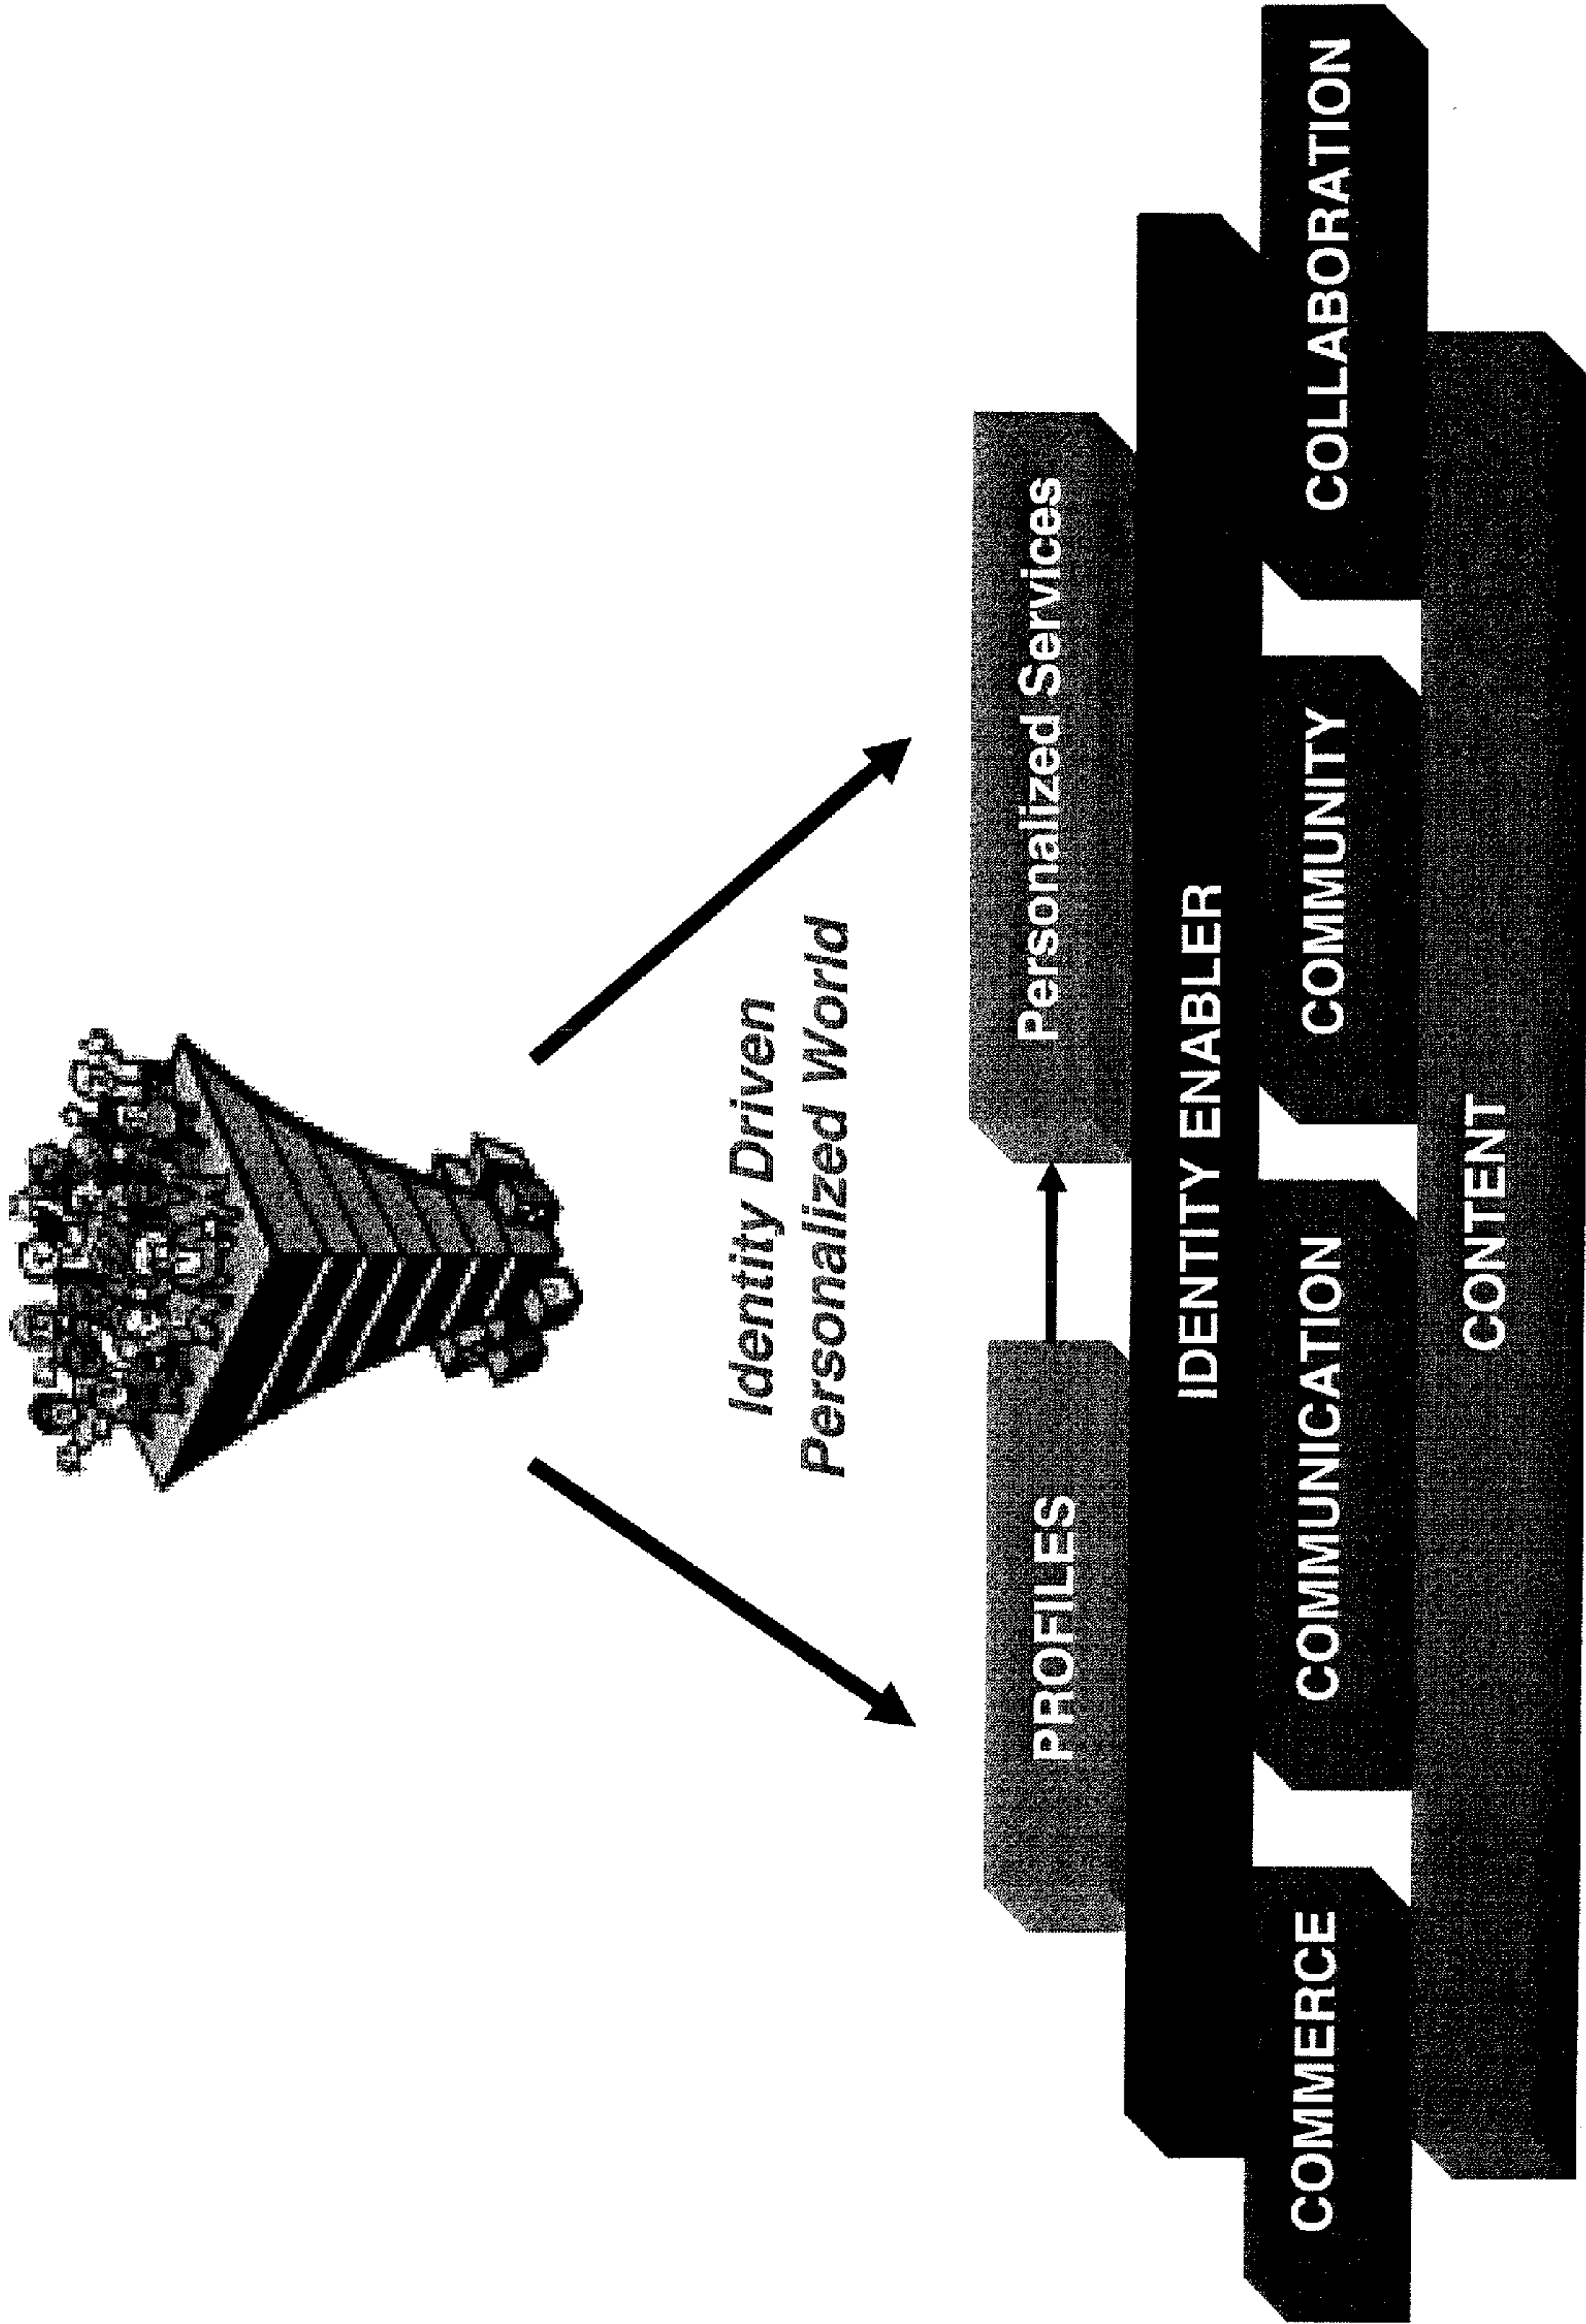 Identity Driven
Personalized World
PROFILES
Personalized Services
IDENTITY ENABLER
COMMERCE
COMMUNICATION
COMMUNITY
COLLABORATION
CONTENT